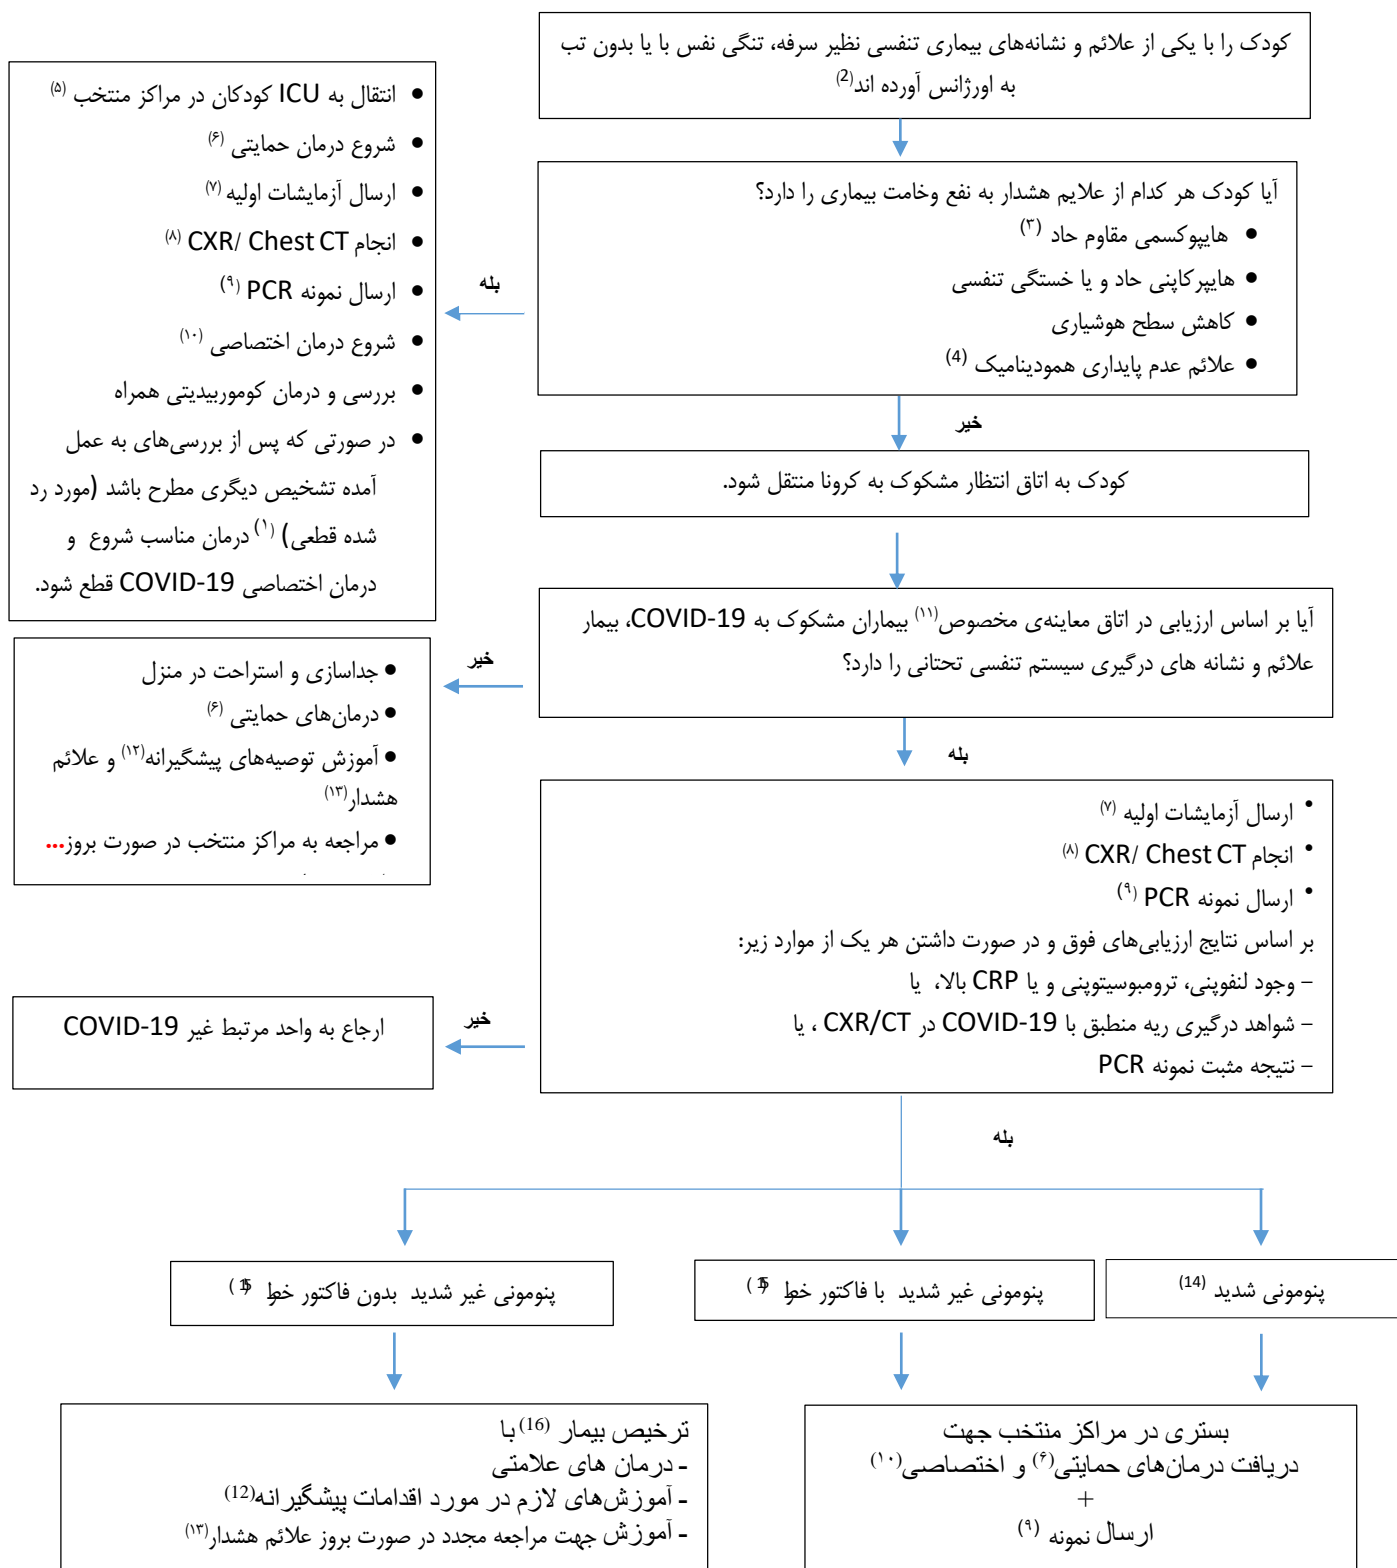 کودک را با یکی از علائم و نشانه‌های بیماری تنفسی نظیر سرفه، تنگی نفس با یا بدون تب
به اورژانس آورده اند(2)
آیا کودک هر کدام از علایم هشدار به نفع وخامت بیماری را دارد؟
● هایپوکسمی مقاوم حاد (۳)
● هایپرکاپنی حاد و یا خستگی تنفسی
● کاهش سطح هوشیاری
● علائم عدم پایداری همودینامیک (4)
بله
● انتقال به ICU کودکان در مراکز منتخب (۵)
● شروع درمان حمایتی (۶)
● ارسال آزمایشات اولیه (۷)
● انجام CXR/ Chest CT (۸)
● ارسال نمونه PCR (۹)
● شروع درمان اختصاصی (۱۰)
● بررسی و درمان کوموربیدیتی همراه
● در صورتی که پس از بررسی‌های به عمل
آمده تشخیص دیگری مطرح باشد (مورد رد
شده قطعی) (۱) درمان مناسب شروع و
درمان اختصاصی COVID-19 قطع شود.
خیر
کودک به اتاق انتظار مشکوک به کرونا منتقل شود.
آیا بر اساس ارزیابی در اتاق معاینه‌ی مخصوص(۱۱) بیماران مشکوک به COVID-19، بیمار
علائم و نشانه های درگیری سیستم تنفسی تحتانی را دارد؟
خیر
● جداسازی و استراحت در منزل
● درمان‌های حمایتی (۶)
● آموزش توصیه‌های پیشگیرانه(۱۲) و علائم
هشدار(۱۳)
● مراجعه به مراکز منتخب در صورت بروز...
بله
• ارسال آزمایشات اولیه (۷)
• انجام CXR/ Chest CT (۸)
• ارسال نمونه PCR (۹)
بر اساس نتایج ارزیابی‌های فوق و در صورت داشتن هر یک از موارد زیر:
– وجود لنفوپنی، ترومبوسیتوپنی و یا CRP بالا، یا
– شواهد درگیری ریه منطبق با COVID-19 در CXR/CT ، یا
– نتیجه مثبت نمونه PCR
خیر
ارجاع به واحد مرتبط غیر COVID-19
بله
پنومونی شدید (14)
پنومونی غیر شدید با فاکتور خط
پنومونی غیر شدید بدون فاکتور خط
بستری در مراکز منتخب جهت
دریافت درمان‌های حمایتی(۶) و اختصاصی(۱۰)
+
ارسال نمونه (۹)
ترخیص بیمار (16) با
- درمان های علامتی
- آموزش‌های لازم در مورد اقدامات پیشگیرانه(12)
- آموزش جهت مراجعه مجدد در صورت بروز علائم هشدار(۱۳)